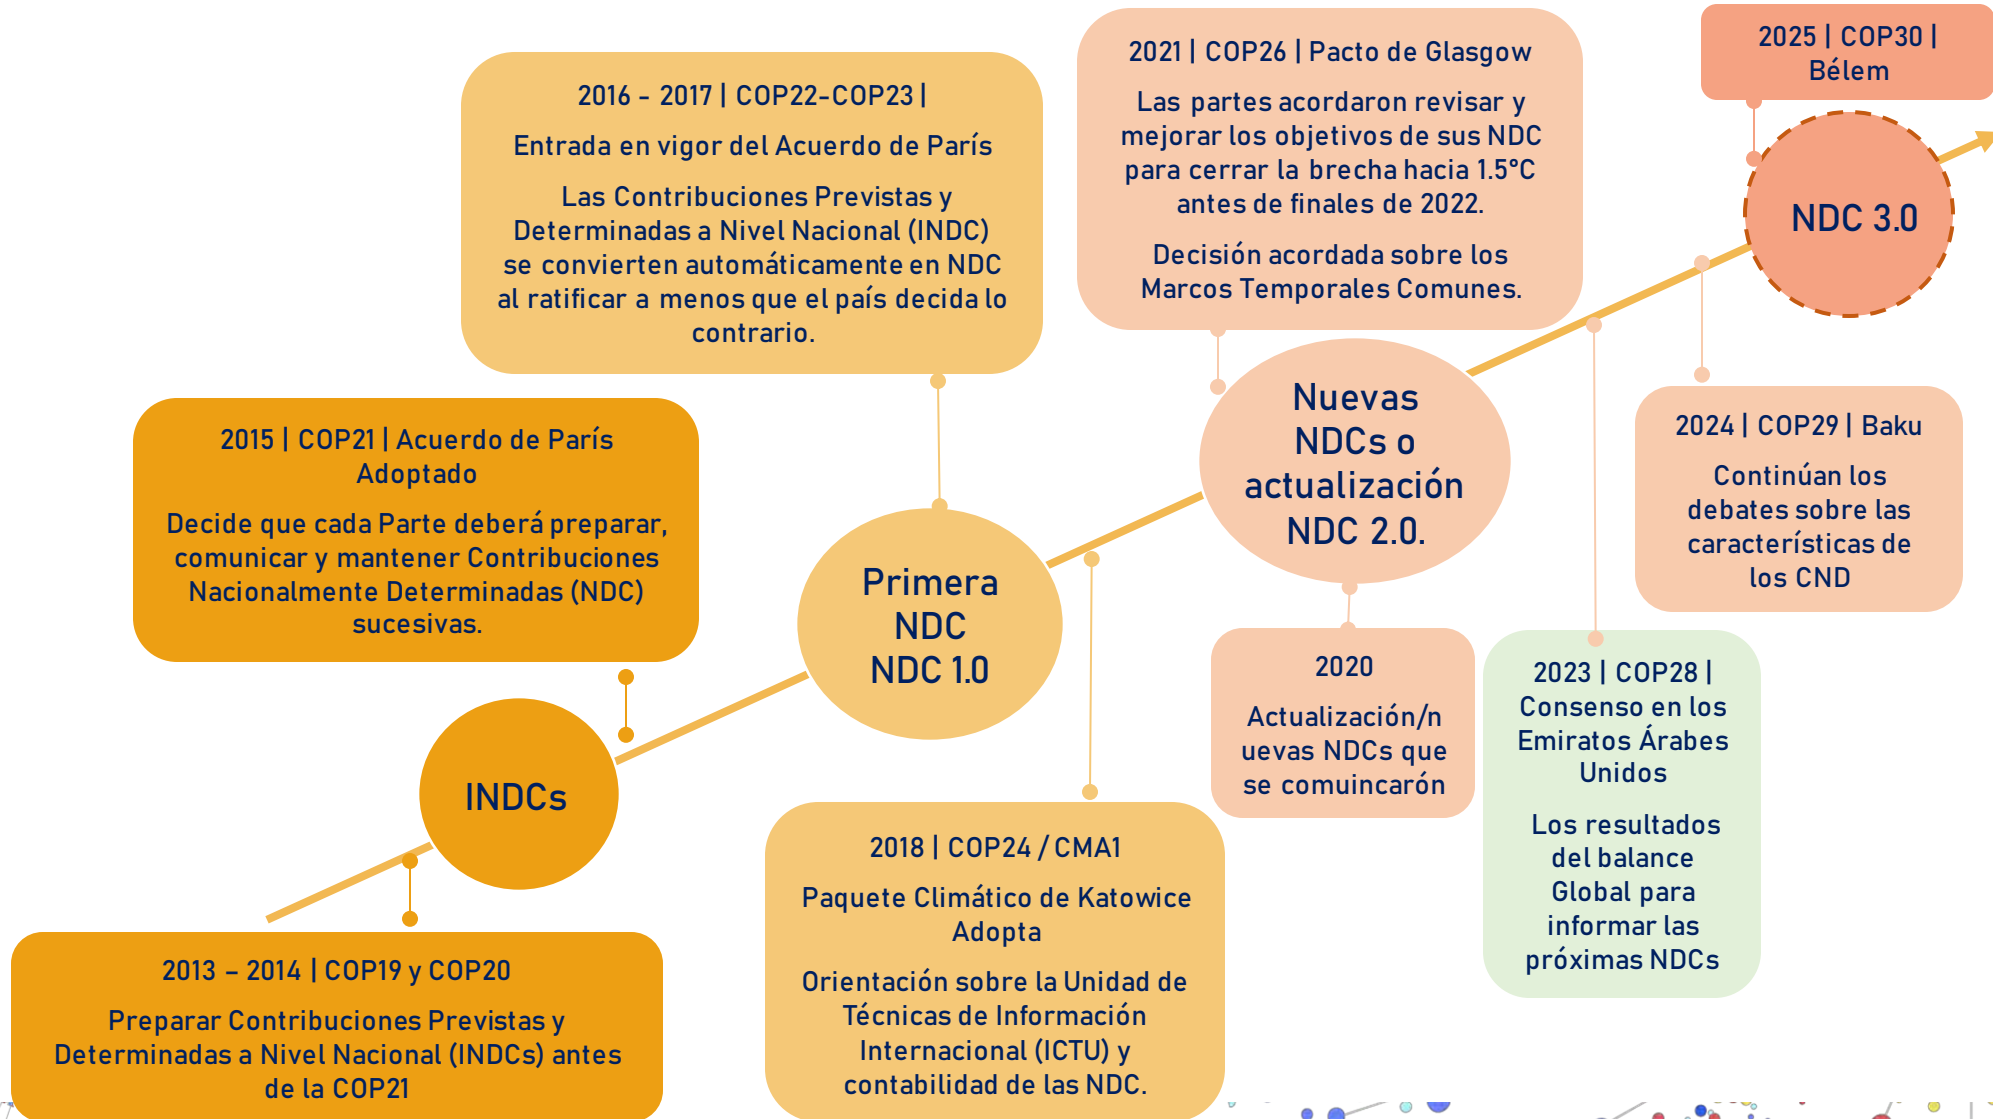 2013 – 2014 | COP19 y COP20
Preparar Contribuciones Previstas y
Determinadas a Nivel Nacional (INDCs) antes
de la COP21
INDCs
2015 | COP21 | Acuerdo de París
Adoptado
Decide que cada Parte deberá preparar,
comunicar y mantener Contribuciones
Nacionalmente Determinadas (NDC)
sucesivas.
2016 - 2017 | COP22-COP23 |
Entrada en vigor del Acuerdo de París
Las Contribuciones Previstas y
Determinadas a Nivel Nacional (INDC)
se convierten automáticamente en NDC
al ratificar a menos que el país decida lo
contrario.
Primera
NDC
NDC 1.0
2018 | COP24 / CMA1
Paquete Climático de Katowice
Adopta
Orientación sobre la Unidad de
Técnicas de Información
Internacional (ICTU) y
contabilidad de las NDC.
2021 | COP26 | Pacto de Glasgow
Las partes acordaron revisar y
mejorar los objetivos de sus NDC
para cerrar la brecha hacia 1.5°C
antes de finales de 2022.
Decisión acordada sobre los
Marcos Temporales Comunes.
Nuevas
NDCs o
actualización
NDC 2.0.
2020
Actualización/n
uevas NDCs que
se comuincarón
2023 | COP28 |
Consenso en los
Emiratos Árabes
Unidos
Los resultados
del balance
Global para
informar las
próximas NDCs
2024 | COP29 | Baku
Continúan los
debates sobre las
características de
los CND
2025 | COP30 |
Bélem
NDC 3.0